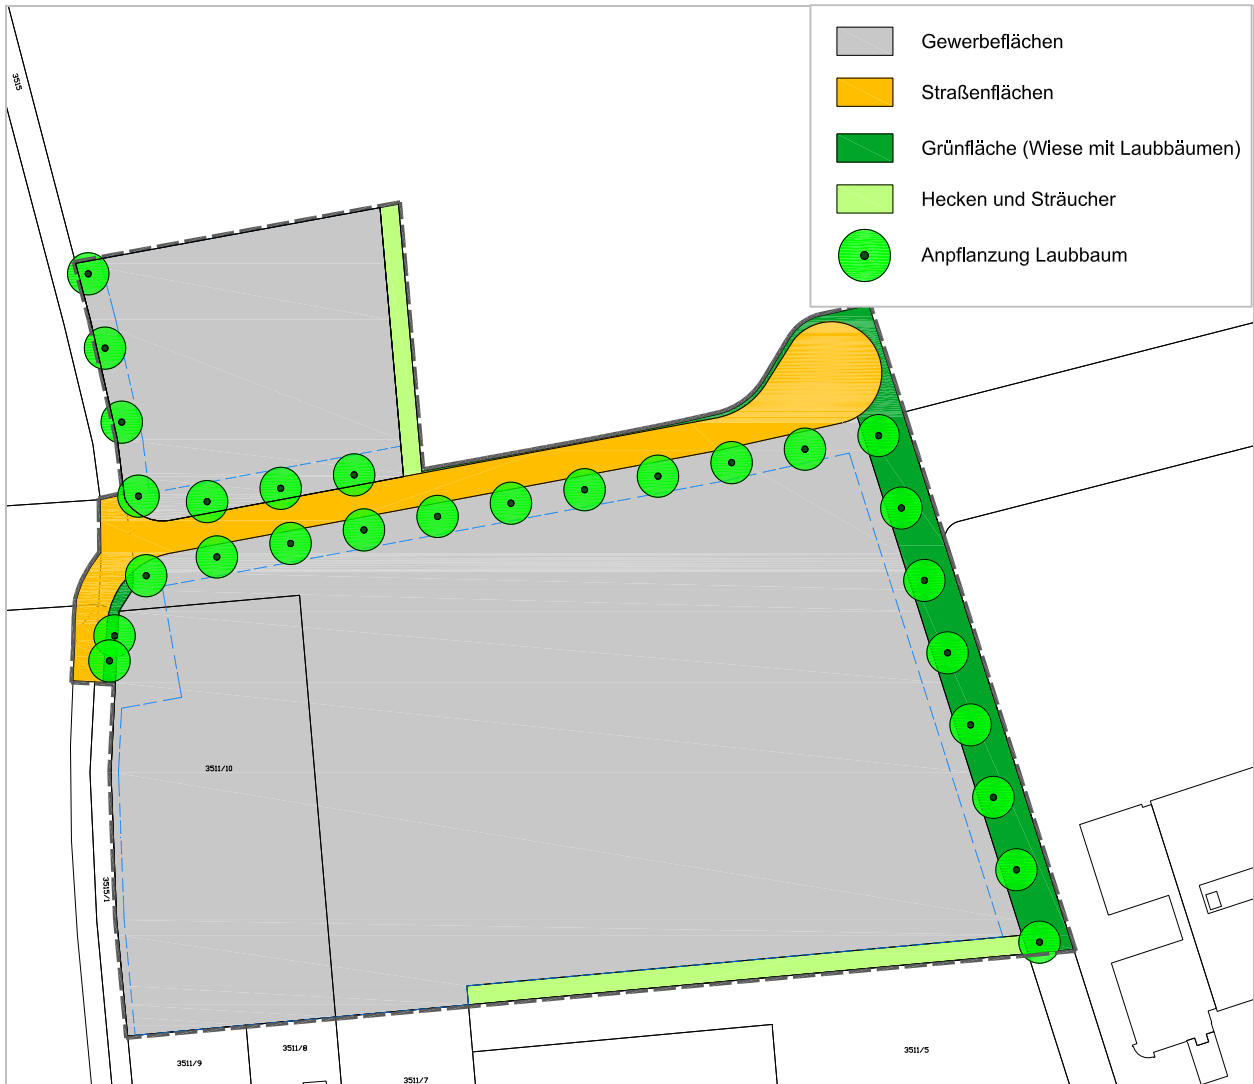 Gewerbeflächen
Straßenflächen
Grünfläche (Wiese mit Laubbäumen)
Hecken und Sträucher
Anpflanzung Laubbaum
3515
3511/10
3515/1
3511/9
3511/8
3511/7
3511/5